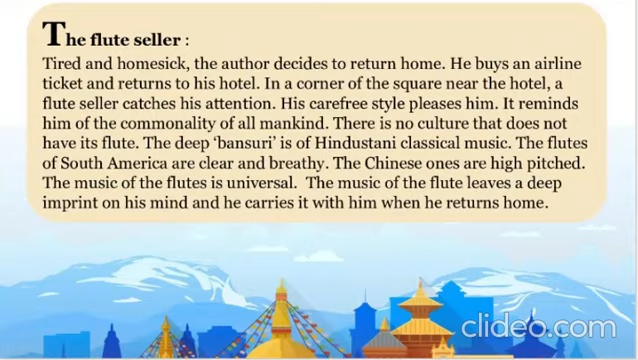 The flute seller :
Tired and homesick, the author decides to return home. He buys an airline
ticket and returns to his hotel. In a corner of the square near the hotel, a
flute seller catches his attention. His carefree style pleases him. It reminds
him of the commonality of all mankind. There is no culture that does not
have its flute. The deep ‘bansuri’ is of Hindustani classical music. The flutes
of South America are clear and breathy. The Chinese ones are high pitched.
The music of the flutes is universal.  The music of the flute leaves a deep
imprint on his mind and he carries it with him when he returns home.
clideo.com